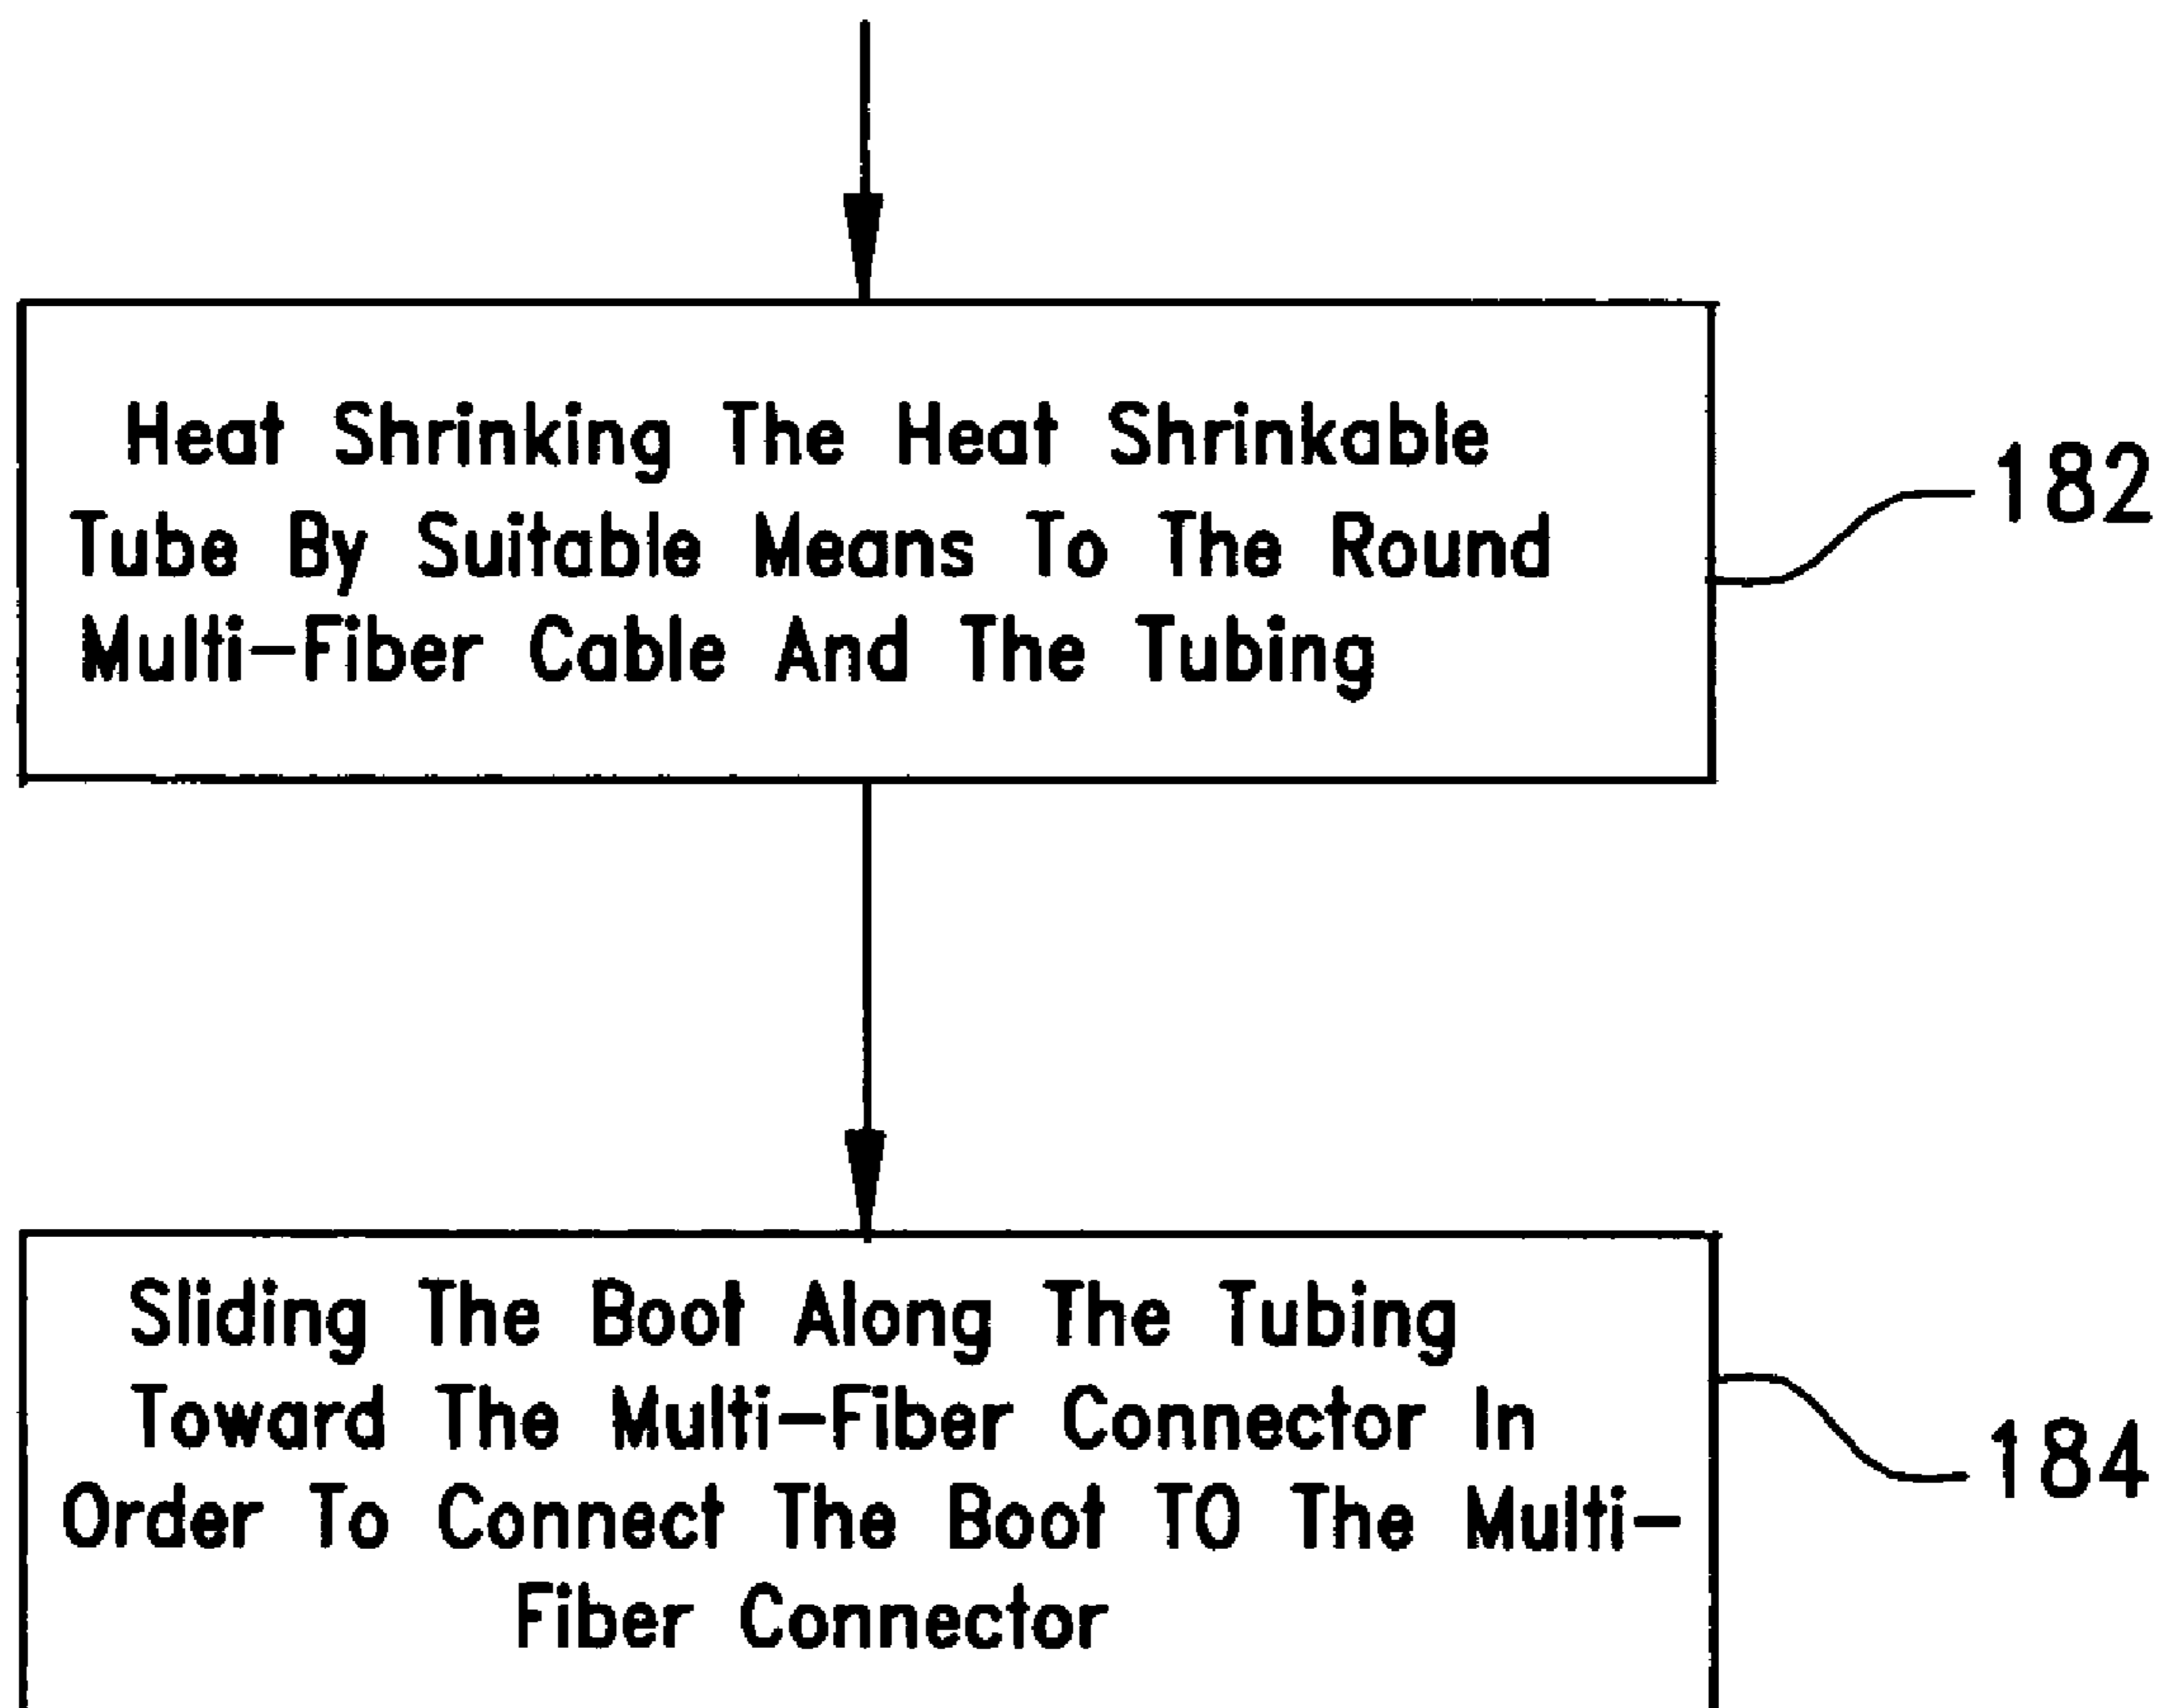 Heat Shrinking The Heat Shrinkable
Tube By Suitable Means To The Round
Multi-Fiber Cable And The Tubing
182
Sliding The Boot Along The Tubing
Toward The Multi-Fiber Connector In
Order To Connect The Boot TO The Multi-
Fiber Connector
184